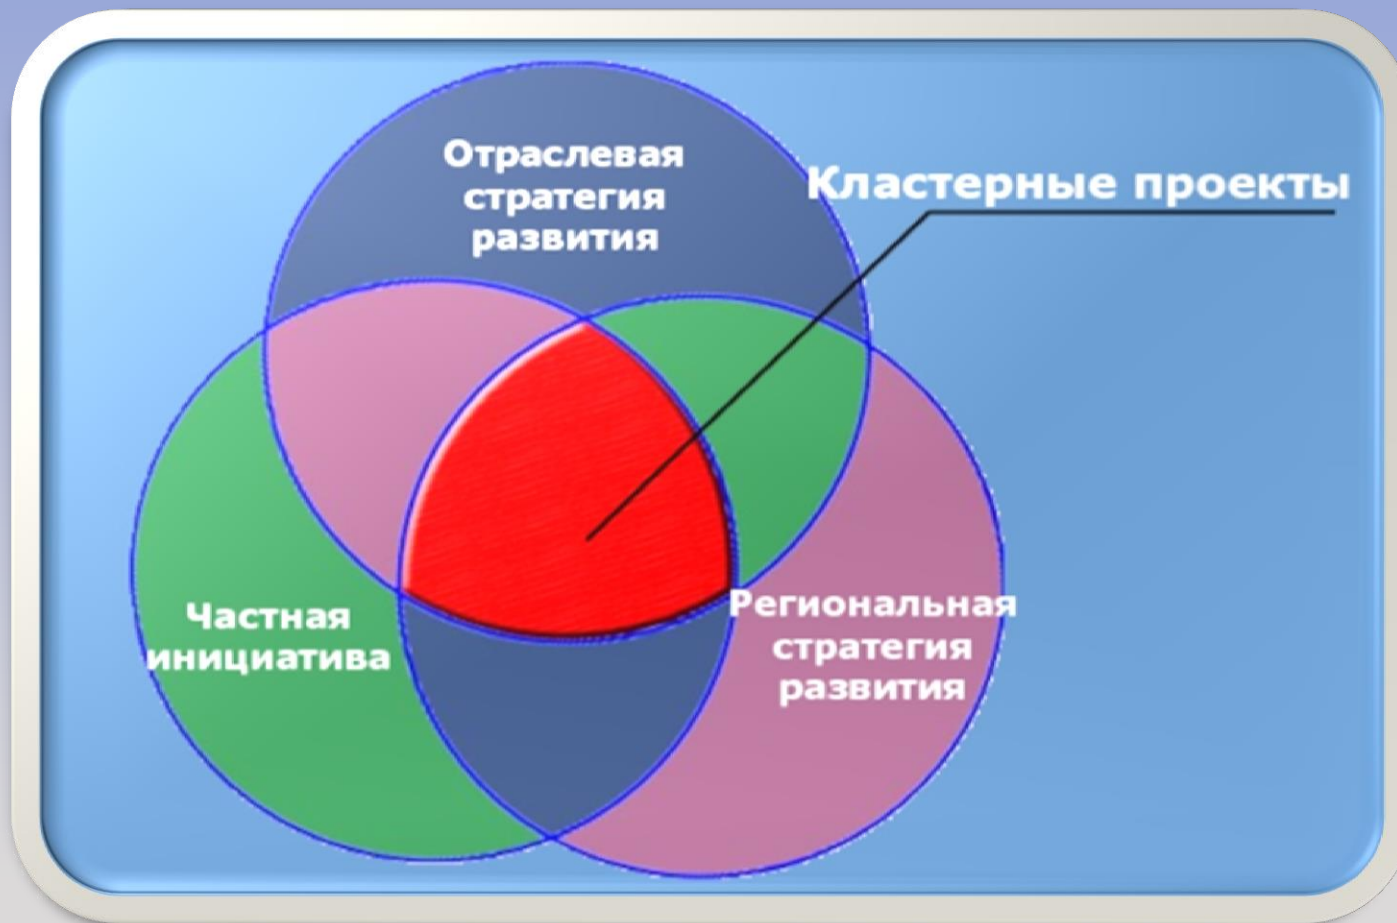 Отраслевая
стратегия
развития
Кластерные проекты
Частная
инициатива
Региональная
стратегия
развития